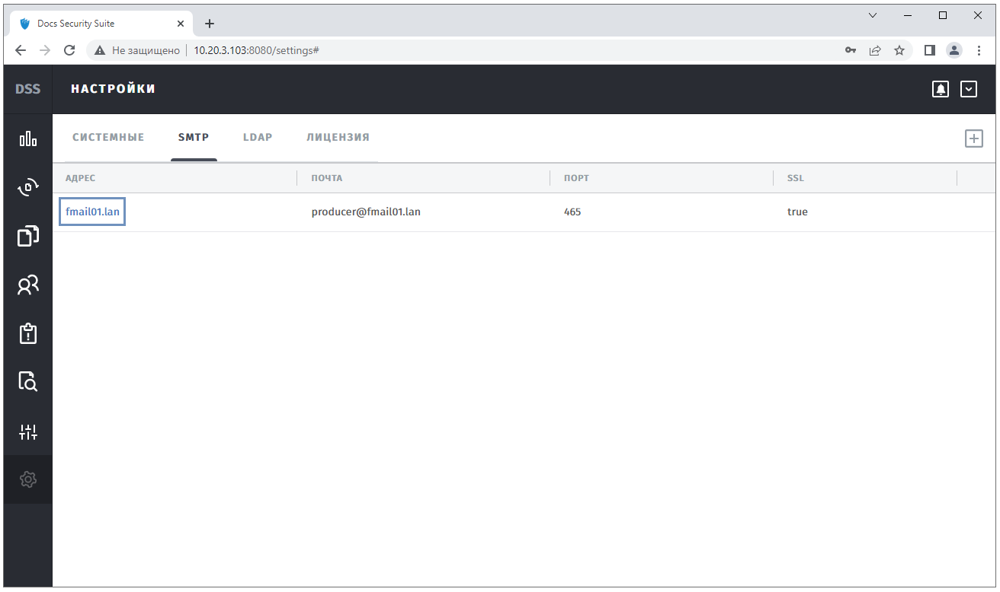 Docs Security Suite
Не защищено 10.20.3.103:8080/settings#
DSS НАСТРОЙКИ
СИСТЕМНЫЕ SMTP LDAP ЛИЦЕНЗИЯ
АДРЕС ПОЧТА ПОРТ SSL
fmail01.lan producer@fmail01.lan 465 true